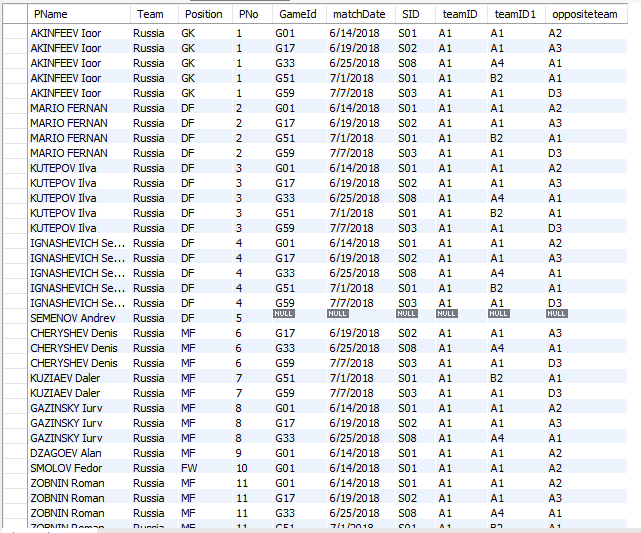 PName Team Position PNo GameId matchDate SID teamID teamID1 oppositeteam
AKINFEEV Igor Russia GK 1 G01 6/14/2018 S01 A1 A1 A2
AKINFEEV Igor Russia GK 1 G17 6/19/2018 S02 A1 A1 A3
AKINFEEV Igor Russia GK 1 G33 6/25/2018 S08 A1 A4 A1
AKINFEEV Igor Russia GK 1 G51 7/1/2018 S01 A1 B2 A1
AKINFEEV Igor Russia GK 1 G59 7/7/2018 S03 A1 A1 D3
MARIO FERNAN Russia DF 2 G01 6/14/2018 S01 A1 A1 A2
MARIO FERNAN Russia DF 2 G17 6/19/2018 S02 A1 A1 A3
MARIO FERNAN Russia DF 2 G51 7/1/2018 S01 A1 B2 A1
MARIO FERNAN Russia DF 2 G59 7/7/2018 S03 A1 A1 D3
KUTEPOV Ilya Russia DF 3 G01 6/14/2018 S01 A1 A1 A2
KUTEPOV Ilya Russia DF 3 G17 6/19/2018 S02 A1 A1 A3
KUTEPOV Ilya Russia DF 3 G33 6/25/2018 S08 A1 A4 A1
KUTEPOV Ilya Russia DF 3 G51 7/1/2018 S01 A1 B2 A1
KUTEPOV Ilya Russia DF 3 G59 7/7/2018 S03 A1 A1 D3
IGNASHEVICH Se... Russia DF 4 G01 6/14/2018 S01 A1 A1 A2
IGNASHEVICH Se... Russia DF 4 G17 6/19/2018 S02 A1 A1 A3
IGNASHEVICH Se... Russia DF 4 G33 6/25/2018 S08 A1 A4 A1
IGNASHEVICH Se... Russia DF 4 G51 7/1/2018 S01 A1 B2 A1
IGNASHEVICH Se... Russia DF 4 G59 7/7/2018 S03 A1 A1 D3
SEMENOV Andrey Russia DF 5 NULL NULL NULL NULL NULL NULL
CHERYSHEV Denis Russia MF 6 G17 6/19/2018 S02 A1 A1 A3
CHERYSHEV Denis Russia MF 6 G33 6/25/2018 S08 A1 A4 A1
CHERYSHEV Denis Russia MF 6 G59 7/7/2018 S03 A1 A1 D3
KUZIAEV Daler Russia MF 7 G51 7/1/2018 S01 A1 B2 A1
KUZIAEV Daler Russia MF 7 G59 7/7/2018 S03 A1 A1 D3
GAZINSKY Iury Russia MF 8 G01 6/14/2018 S01 A1 A1 A2
GAZINSKY Iury Russia MF 8 G17 6/19/2018 S02 A1 A1 A3
GAZINSKY Iury Russia MF 8 G33 6/25/2018 S08 A1 A4 A1
DZAGOEV Alan Russia MF 9 G01 6/14/2018 S01 A1 A1 A2
SMOLOV Fedor Russia FW 10 G01 6/14/2018 S01 A1 A1 A2
ZOBNIN Roman Russia MF 11 G01 6/14/2018 S01 A1 A1 A2
ZOBNIN Roman Russia MF 11 G17 6/19/2018 S02 A1 A1 A3
ZOBNIN Roman Russia MF 11 G33 6/25/2018 S08 A1 A4 A1
ZOBNIN Roman Russia MF 11 G51 7/1/2018 S01 A1 B2 A1